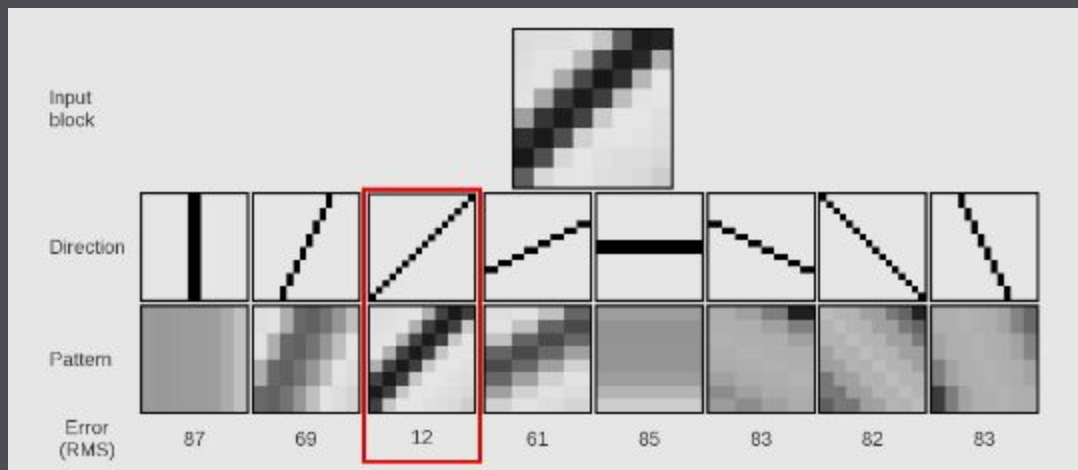 Input
block
Direction
Pattern
Error
(RMS)
87 69 12 61 85 83 82 83